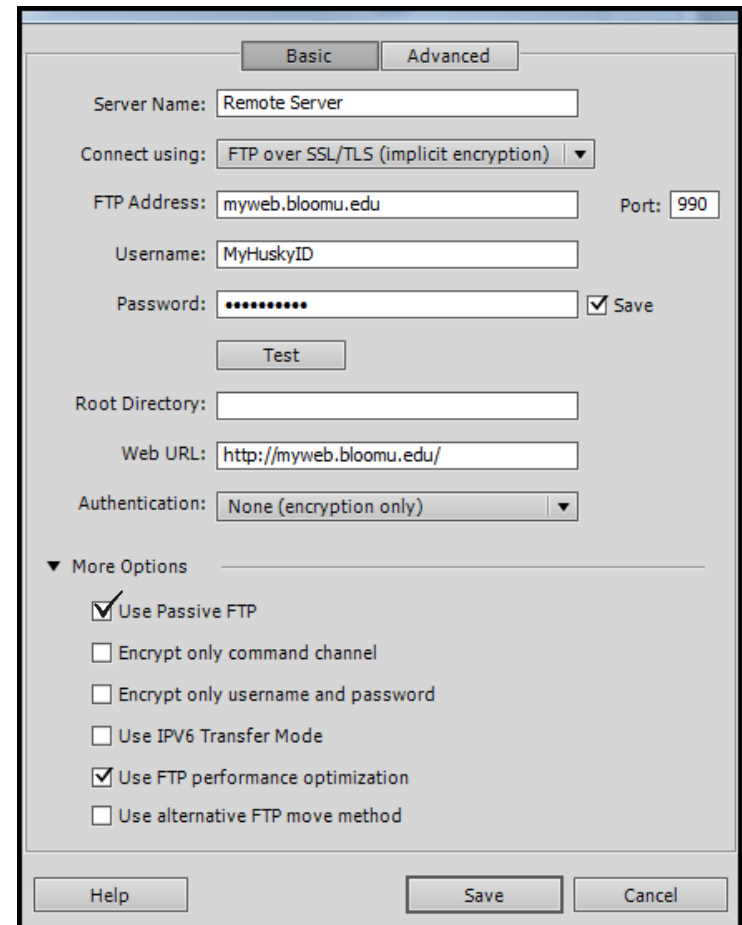 Basic Advanced
Server Name: Remote Server
Connect using: FTP over SSL/TLS (implicit encryption)
FTP Address: myweb.bloomu.edu Port: 990
Username: MyHuskyID
Password: •••••••••• Save
Test
Root Directory:
Web URL: http://myweb.bloomu.edu/
Authentication: None (encryption only)
More Options
Use Passive FTP
Encrypt only command channel
Encrypt only username and password
Use IPV6 Transfer Mode
Use FTP performance optimization
Use alternative FTP move method
Help Save Cancel